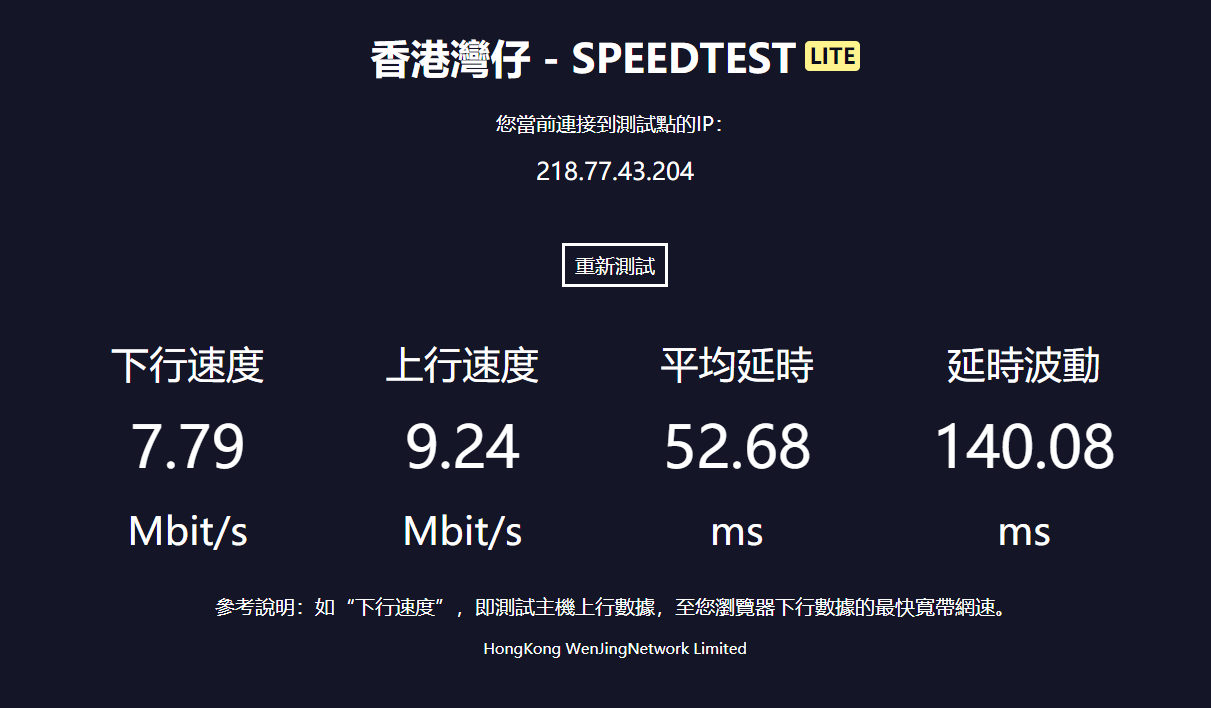 香港灣仔 - SPEEDTEST LITE
您當前連接到測試點的IP：
218.77.43.204
重新測試
下行速度 上行速度 平均延時 延時波動
7.79 9.24 52.68 140.08
Mbit/s Mbit/s ms ms
參考說明：如“下行速度”，即測試主機上行數據，至您瀏覽器下行數據的最快寬帶網速。
HongKong WenJingNetwork Limited